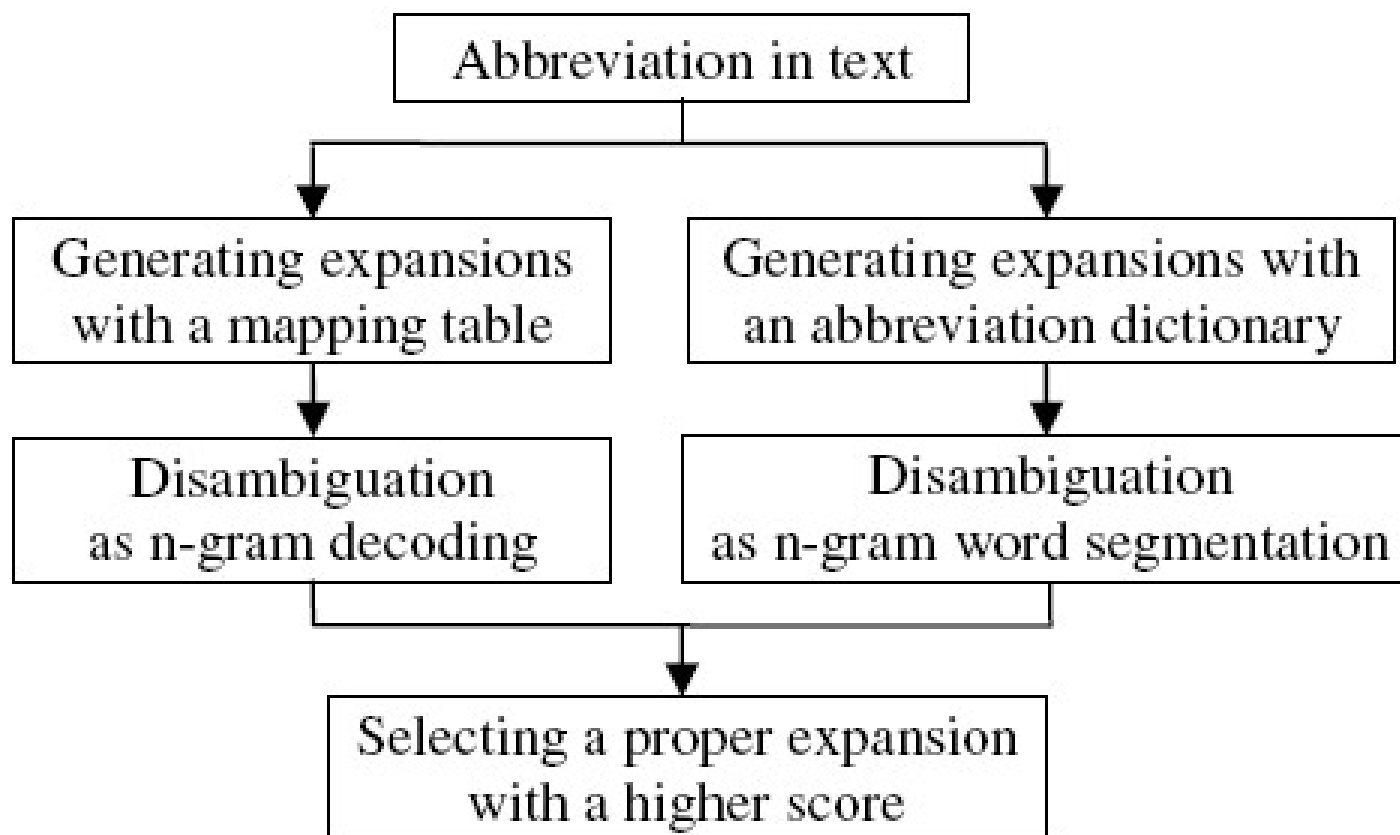 Abbreviation in text
Generating expansions
with a mapping table
Generating expansions with
an abbreviation dictionary
Disambiguation
as n-gram decoding
Disambiguation
as n-gram word segmentation
Selecting a proper expansion
with a higher score